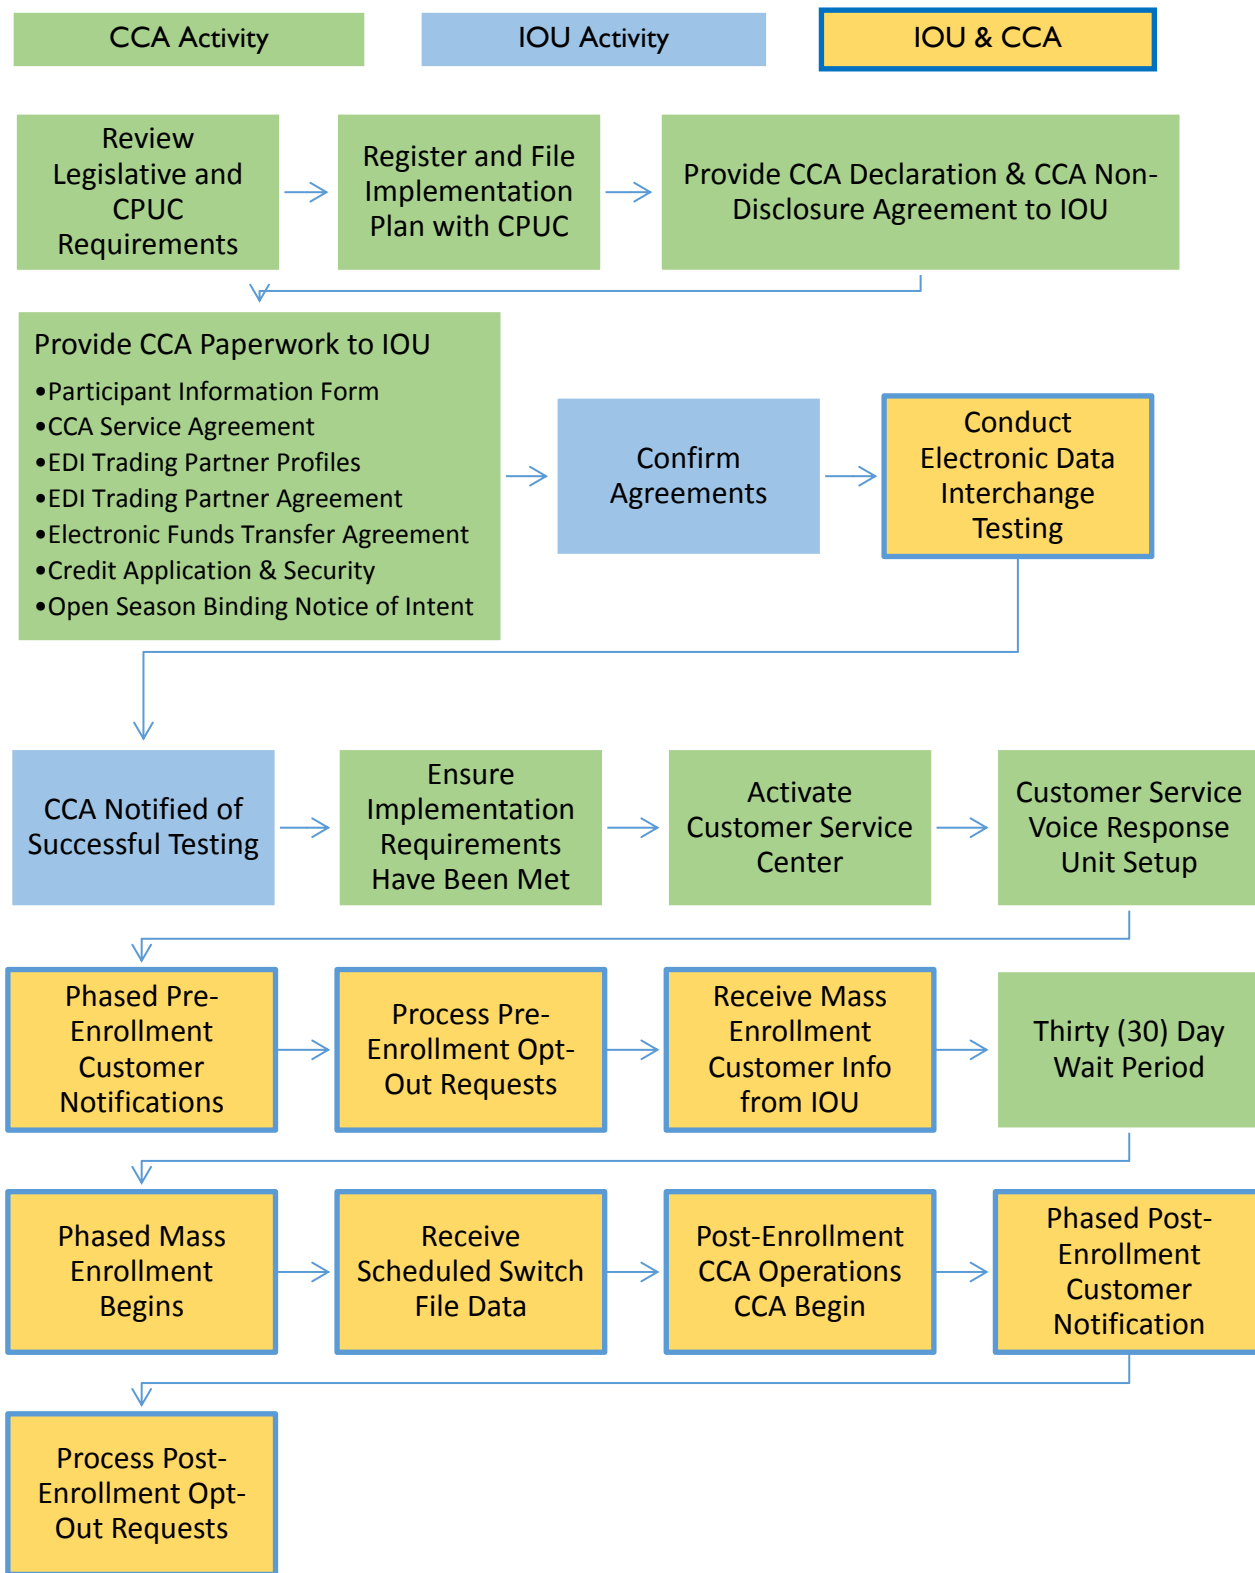 CCA Activity
IOU Activity
IOU & CCA
Review
Legislative and
CPUC
Requirements
Register and File
Implementation
Plan with CPUC
Provide CCA Declaration & CCA Non-
Disclosure Agreement to IOU
Provide CCA Paperwork to IOU
•Participant Information Form
•CCA Service Agreement
•EDI Trading Partner Profiles
•EDI Trading Partner Agreement
•Electronic Funds Transfer Agreement
•Credit Application & Security
•Open Season Binding Notice of Intent
Confirm
Agreements
Conduct
Electronic Data
Interchange
Testing
CCA Notified of
Successful Testing
Ensure
Implementation
Requirements
Have Been Met
Activate
Customer Service
Center
Customer Service
Voice Response
Unit Setup
Phased Pre-
Enrollment
Customer
Notifications
Process Pre-
Enrollment Opt-
Out Requests
Receive Mass
Enrollment
Customer Info
from IOU
Thirty (30) Day
Wait Period
Phased Mass
Enrollment
Begins
Receive
Scheduled Switch
File Data
Post-Enrollment
CCA Operations
CCA Begin
Phased Post-
Enrollment
Customer
Notification
Process Post-
Enrollment Opt-
Out Requests